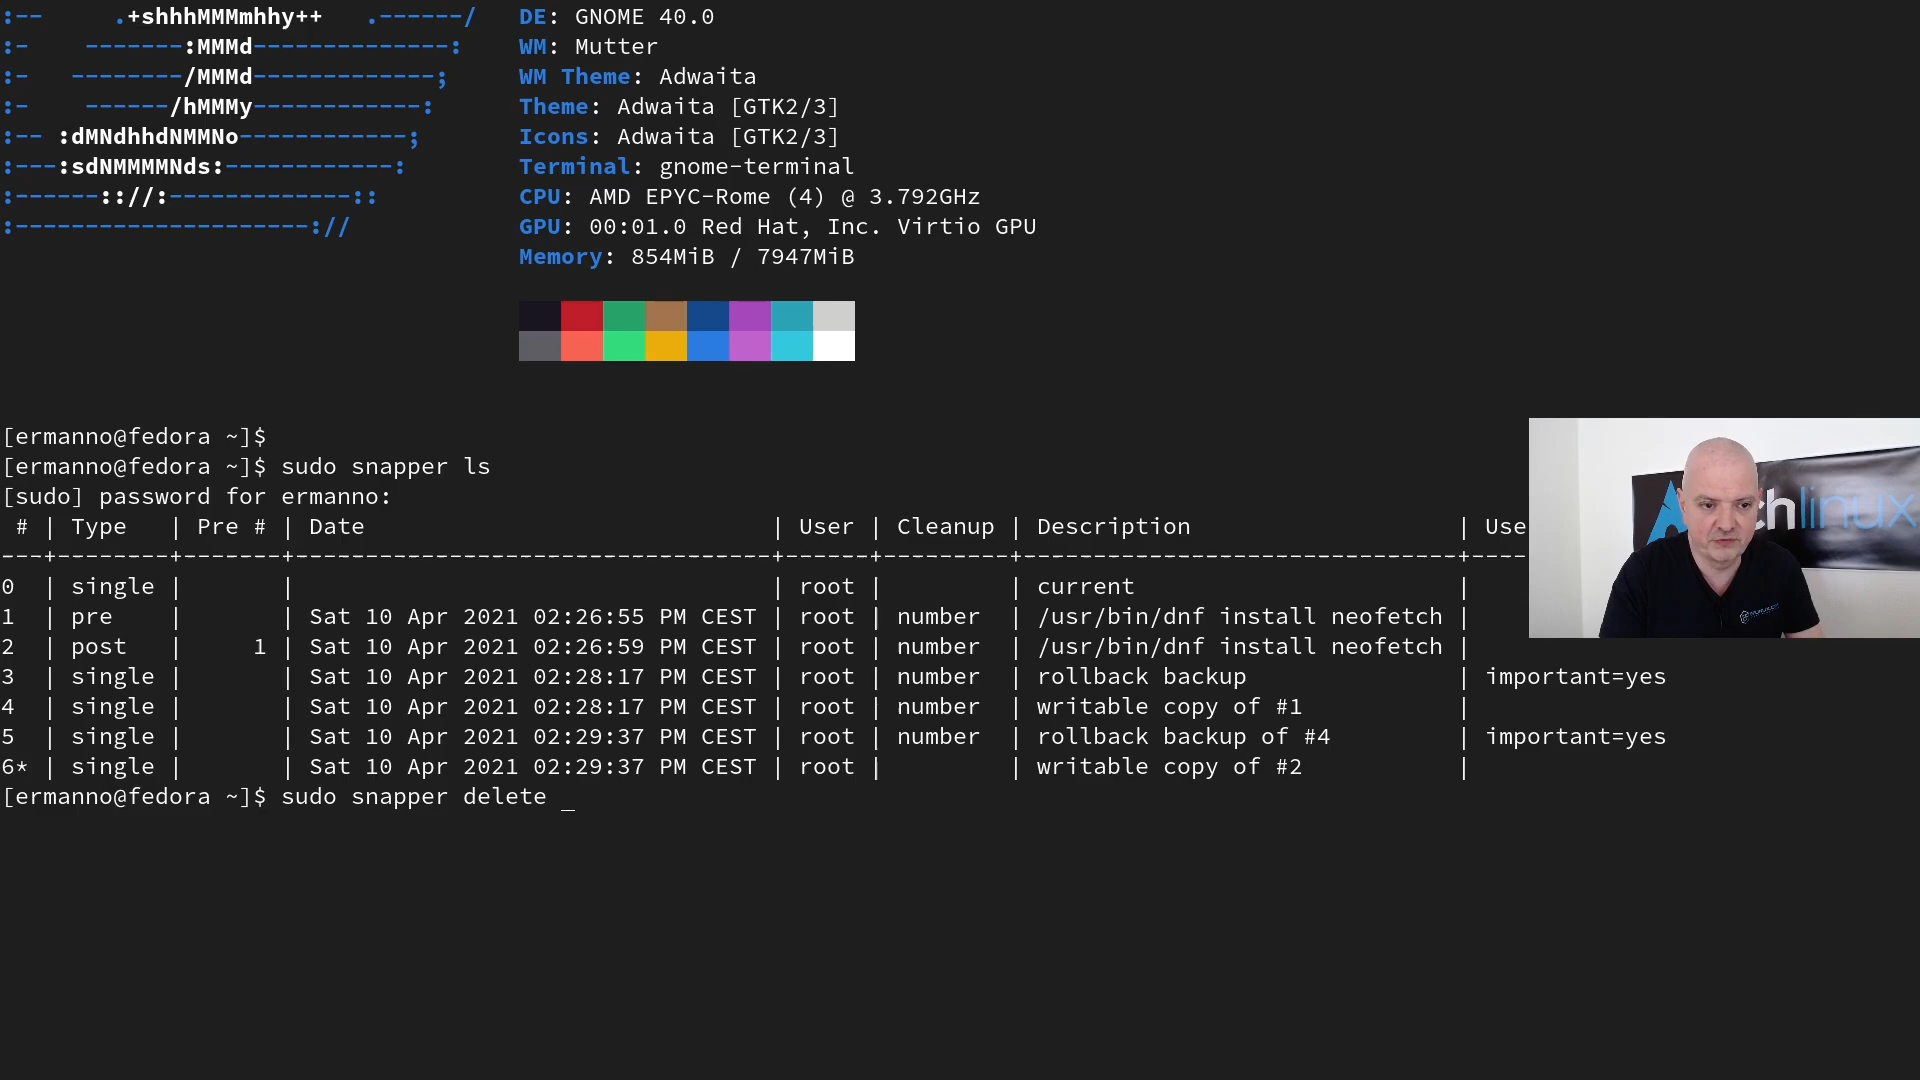 :--     .+shhhMMMmhhy++   .------/   DE: GNOME 40.0
:-    -------:MMMd--------------:    WM: Mutter
:-   --------/MMMd-------------;     WM Theme: Adwaita
:-    ------/hMMMy------------:      Theme: Adwaita [GTK2/3]
:-- :dMNdhhdNMMNo------------;       Icons: Adwaita [GTK2/3]
:---:sdNMMMMNds:------------:        Terminal: gnome-terminal
:------:://:-------------::          CPU: AMD EPYC-Rome (4) @ 3.792GHz
:---------------------://            GPU: 00:01.0 Red Hat, Inc. Virtio GPU
Memory: 854MiB / 7947MiB
[ermanno@fedora ~]$
[ermanno@fedora ~]$ sudo snapper ls
[sudo] password for ermanno:
 # | Type   | Pre # | Date                              | User | Cleanup | Description                     | Use
---+--------+-------+-----------------------------------+------+---------+---------------------------------+----
0  | single |       |                                   | root |         | current                         |
1  | pre    |       | Sat 10 Apr 2021 02:26:55 PM CEST | root | number  | /usr/bin/dnf install neofetch |
2  | post   |     1 | Sat 10 Apr 2021 02:26:59 PM CEST | root | number  | /usr/bin/dnf install neofetch |
3  | single |       | Sat 10 Apr 2021 02:28:17 PM CEST | root | number  | rollback backup               | important=yes
4  | single |       | Sat 10 Apr 2021 02:28:17 PM CEST | root | number  | writable copy of #1           |
5  | single |       | Sat 10 Apr 2021 02:29:37 PM CEST | root | number  | rollback backup of #4         | important=yes
6* | single |       | Sat 10 Apr 2021 02:29:37 PM CEST | root |         | writable copy of #2           |
[ermanno@fedora ~]$ sudo snapper delete _